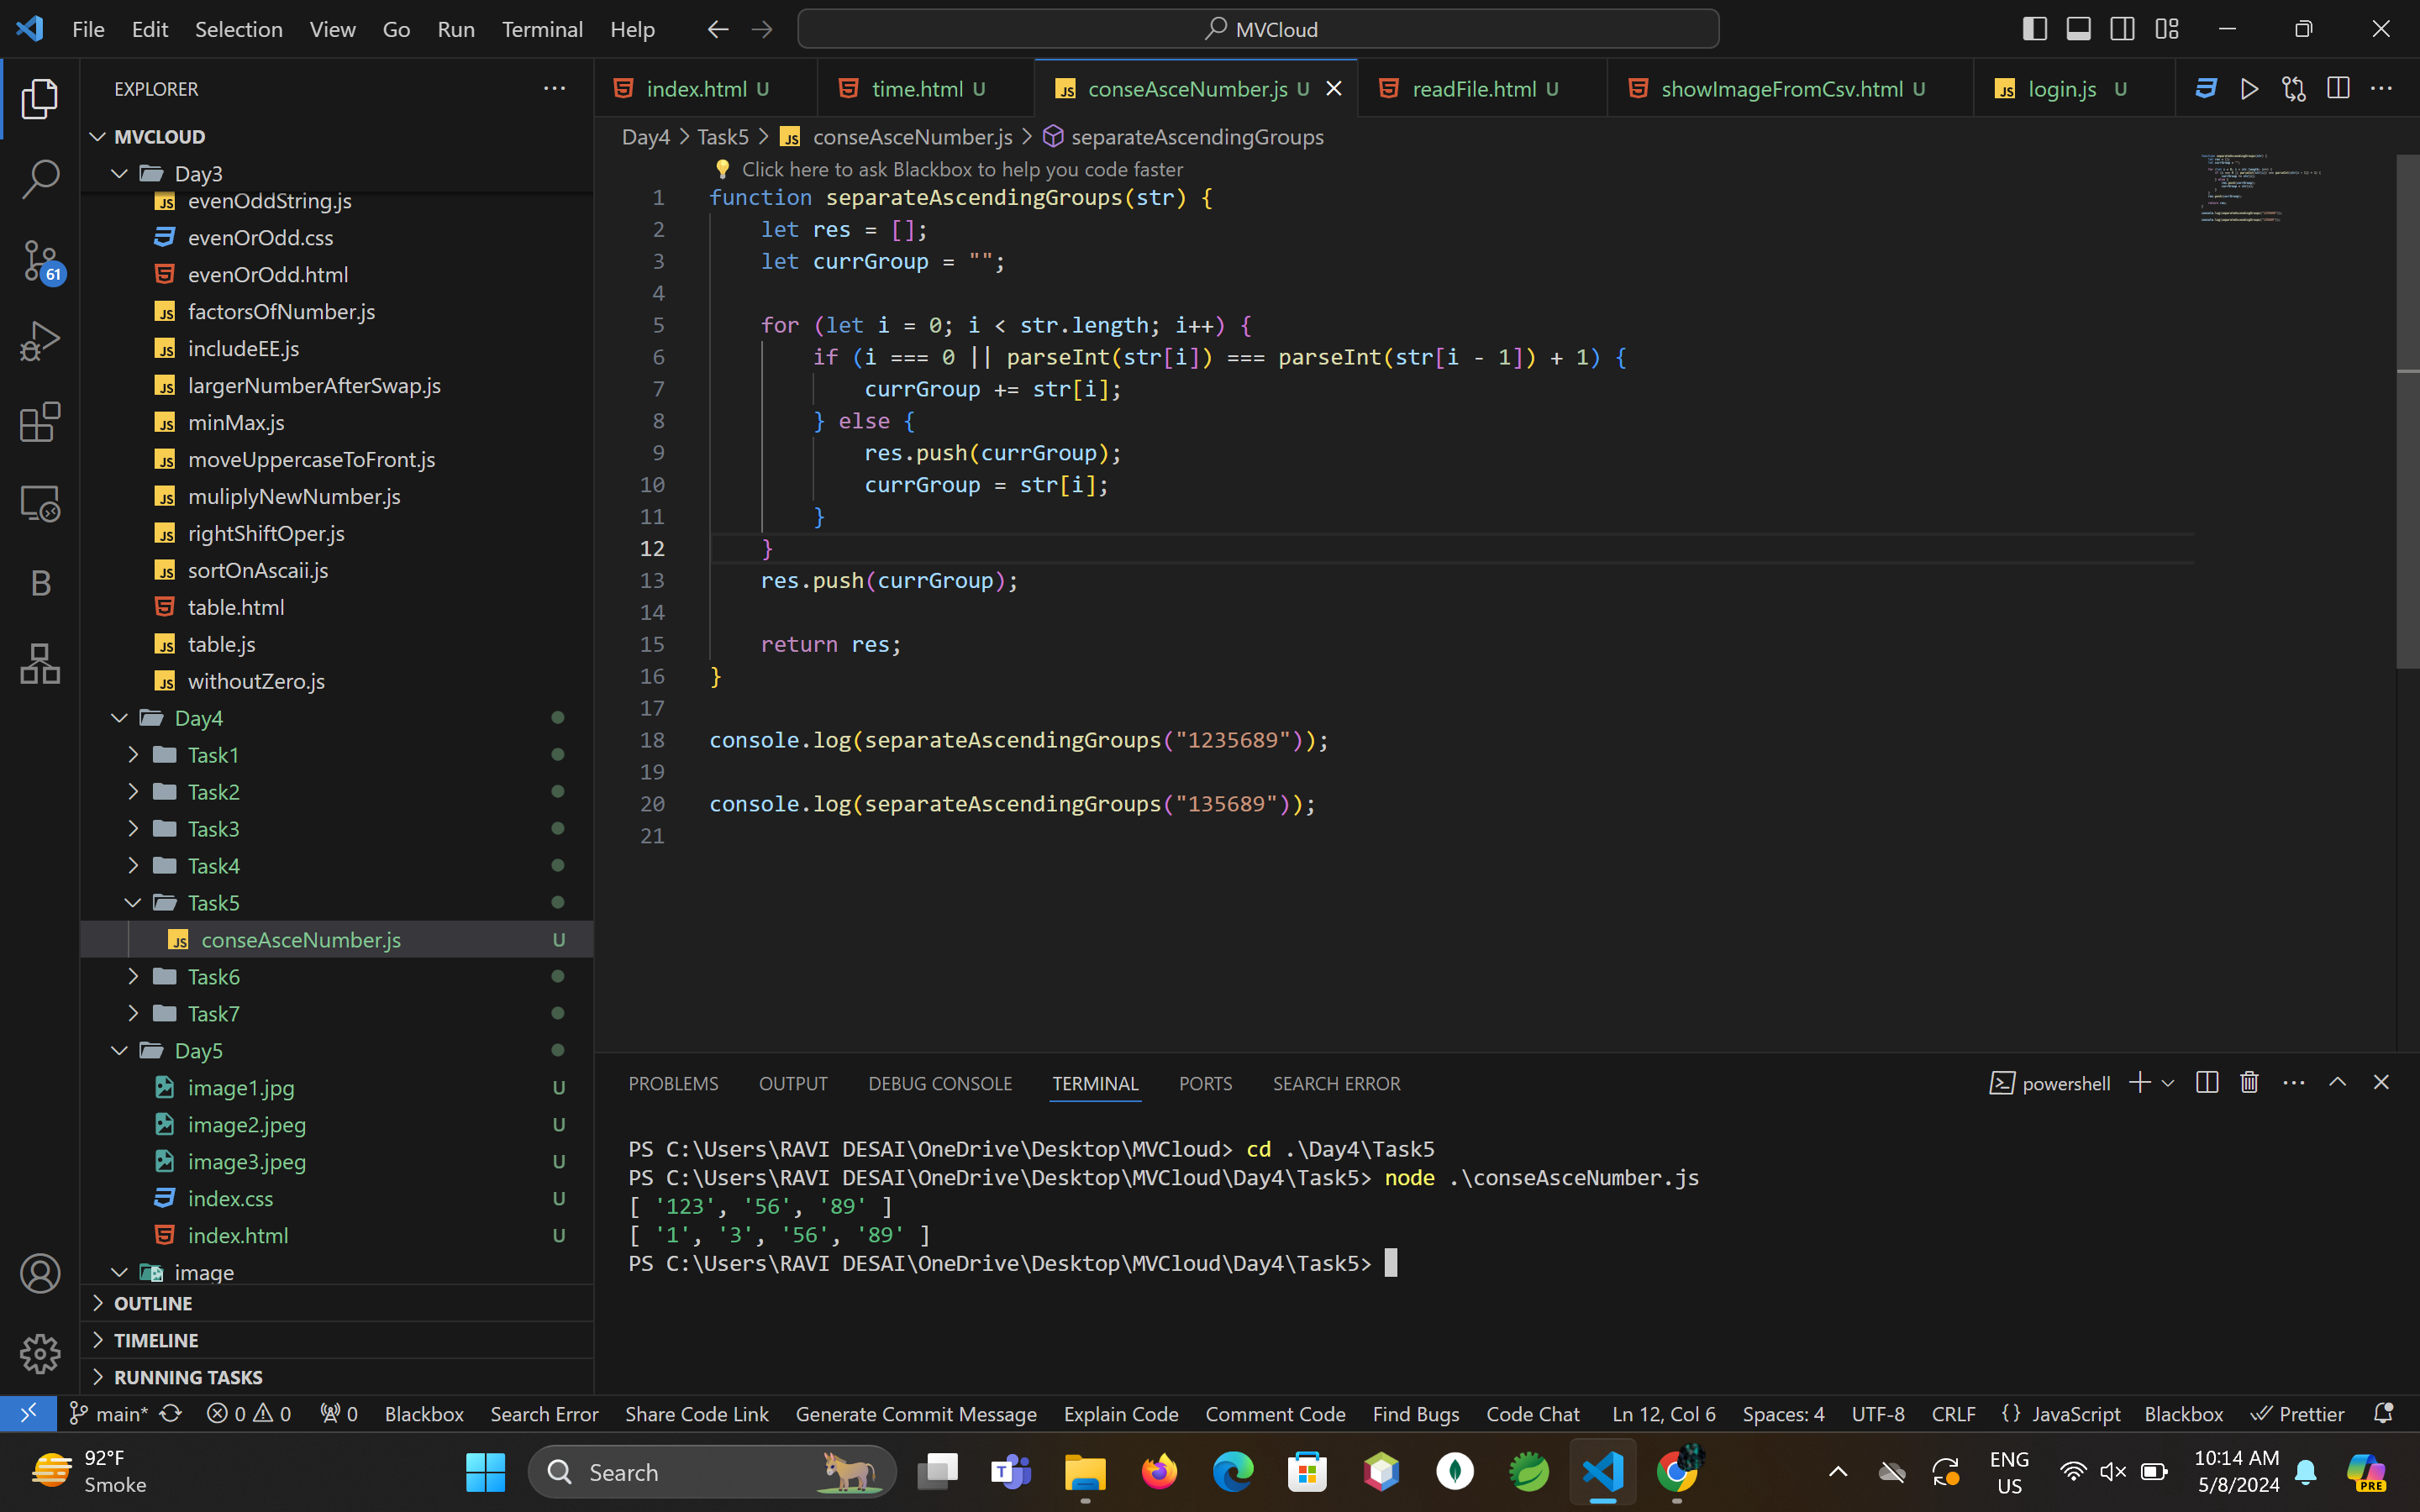 File Edit Selection View Go Run Terminal Help MVCloud
EXPLORER
MVCLOUD
Day3
evenOddString.js
evenOrOdd.css
evenOrOdd.html
factorsOfNumber.js
includeEE.js
largerNumberAfterSwap.js
minMax.js
moveUppercaseToFront.js
muliplyNewNumber.js
rightShiftOper.js
sortOnAscaii.js
table.html
table.js
withoutZero.js
Day4
Task1
Task2
Task3
Task4
Task5
conseAsceNumber.js U
Task6
Task7
Day5
image1.jpg U
image2.jpeg U
image3.jpeg U
index.css U
index.html U
image
OUTLINE
TIMELINE
RUNNING TASKS
61
B
index.html U time.html U conseAsceNumber.js U readFile.html U showImageFromCsv.html U login.js U
Day4 > Task5 > conseAsceNumber.js > separateAscendingGroups
Click here to ask Blackbox to help you code faster
1 function separateAscendingGroups(str) {
2 let res = [];
3 let currGroup = "";
4
5 for (let i = 0; i < str.length; i++) {
6 if (i === 0 || parseInt(str[i]) === parseInt(str[i - 1]) + 1) {
7 currGroup += str[i];
8 } else {
9 res.push(currGroup);
10 currGroup = str[i];
11 }
12 }
13 res.push(currGroup);
14
15 return res;
16 }
17
18 console.log(separateAscendingGroups("1235689"));
19
20 console.log(separateAscendingGroups("135689"));
21
PROBLEMS OUTPUT DEBUG CONSOLE TERMINAL PORTS SEARCH ERROR powershell
PS C:\Users\RAVI DESAI\OneDrive\Desktop\MVCloud> cd .\Day4\Task5
PS C:\Users\RAVI DESAI\OneDrive\Desktop\MVCloud\Day4\Task5> node .\conseAsceNumber.js
[ '123', '56', '89' ]
[ '1', '3', '56', '89' ]
PS C:\Users\RAVI DESAI\OneDrive\Desktop\MVCloud\Day4\Task5>
main* 0 0 0 Blackbox Search Error Share Code Link Generate Commit Message Explain Code Comment Code Find Bugs Code Chat Ln 12, Col 6 Spaces: 4 UTF-8 CRLF {} JavaScript Blackbox Prettier
92°F
Smoke
Search
ENG
US
10:14 AM
5/8/2024
PRE